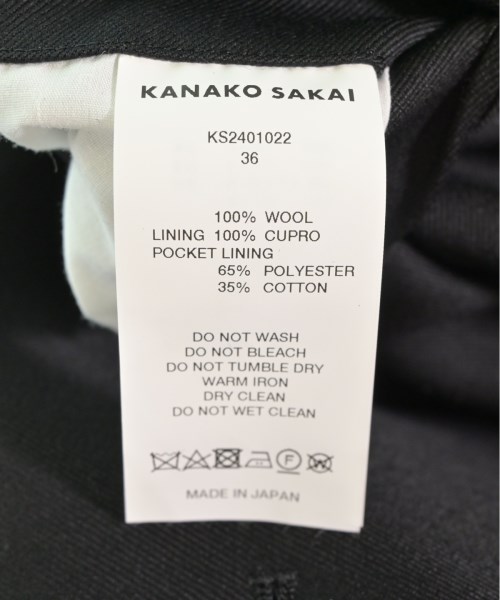 KANAKO SAKAI
KS2401022
36
100% WOOL
LINING 100% CUPRO
POCKET LINING
65% POLYESTER
35% COTTON
DO NOT WASH
DO NOT BLEACH
DO NOT TUMBLE DRY
WARM IRON
DRY CLEAN
DO NOT WET CLEAN
F W
MADE IN JAPAN